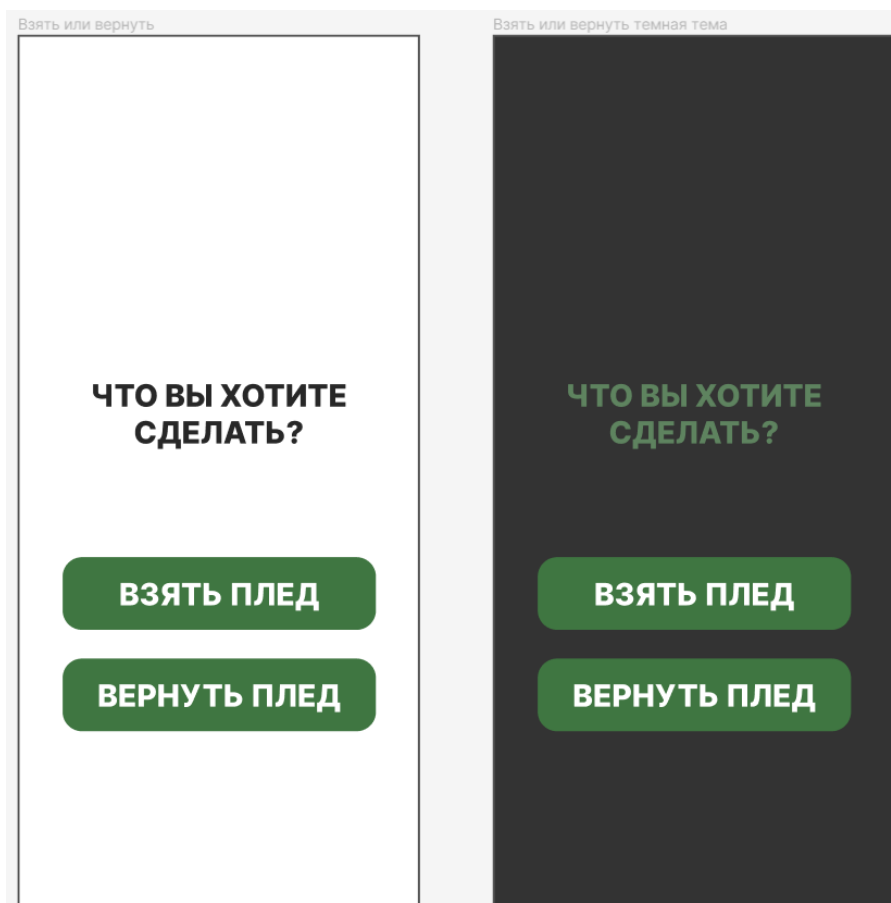 Взять или вернуть
ЧТО ВЫ ХОТИТЕ
СДЕЛАТЬ?
ВЗЯТЬ ПЛЕД
ВЕРНУТЬ ПЛЕД
Взять или вернуть темная тема
ЧТО ВЫ ХОТИТЕ
СДЕЛАТЬ?
ВЗЯТЬ ПЛЕД
ВЕРНУТЬ ПЛЕД